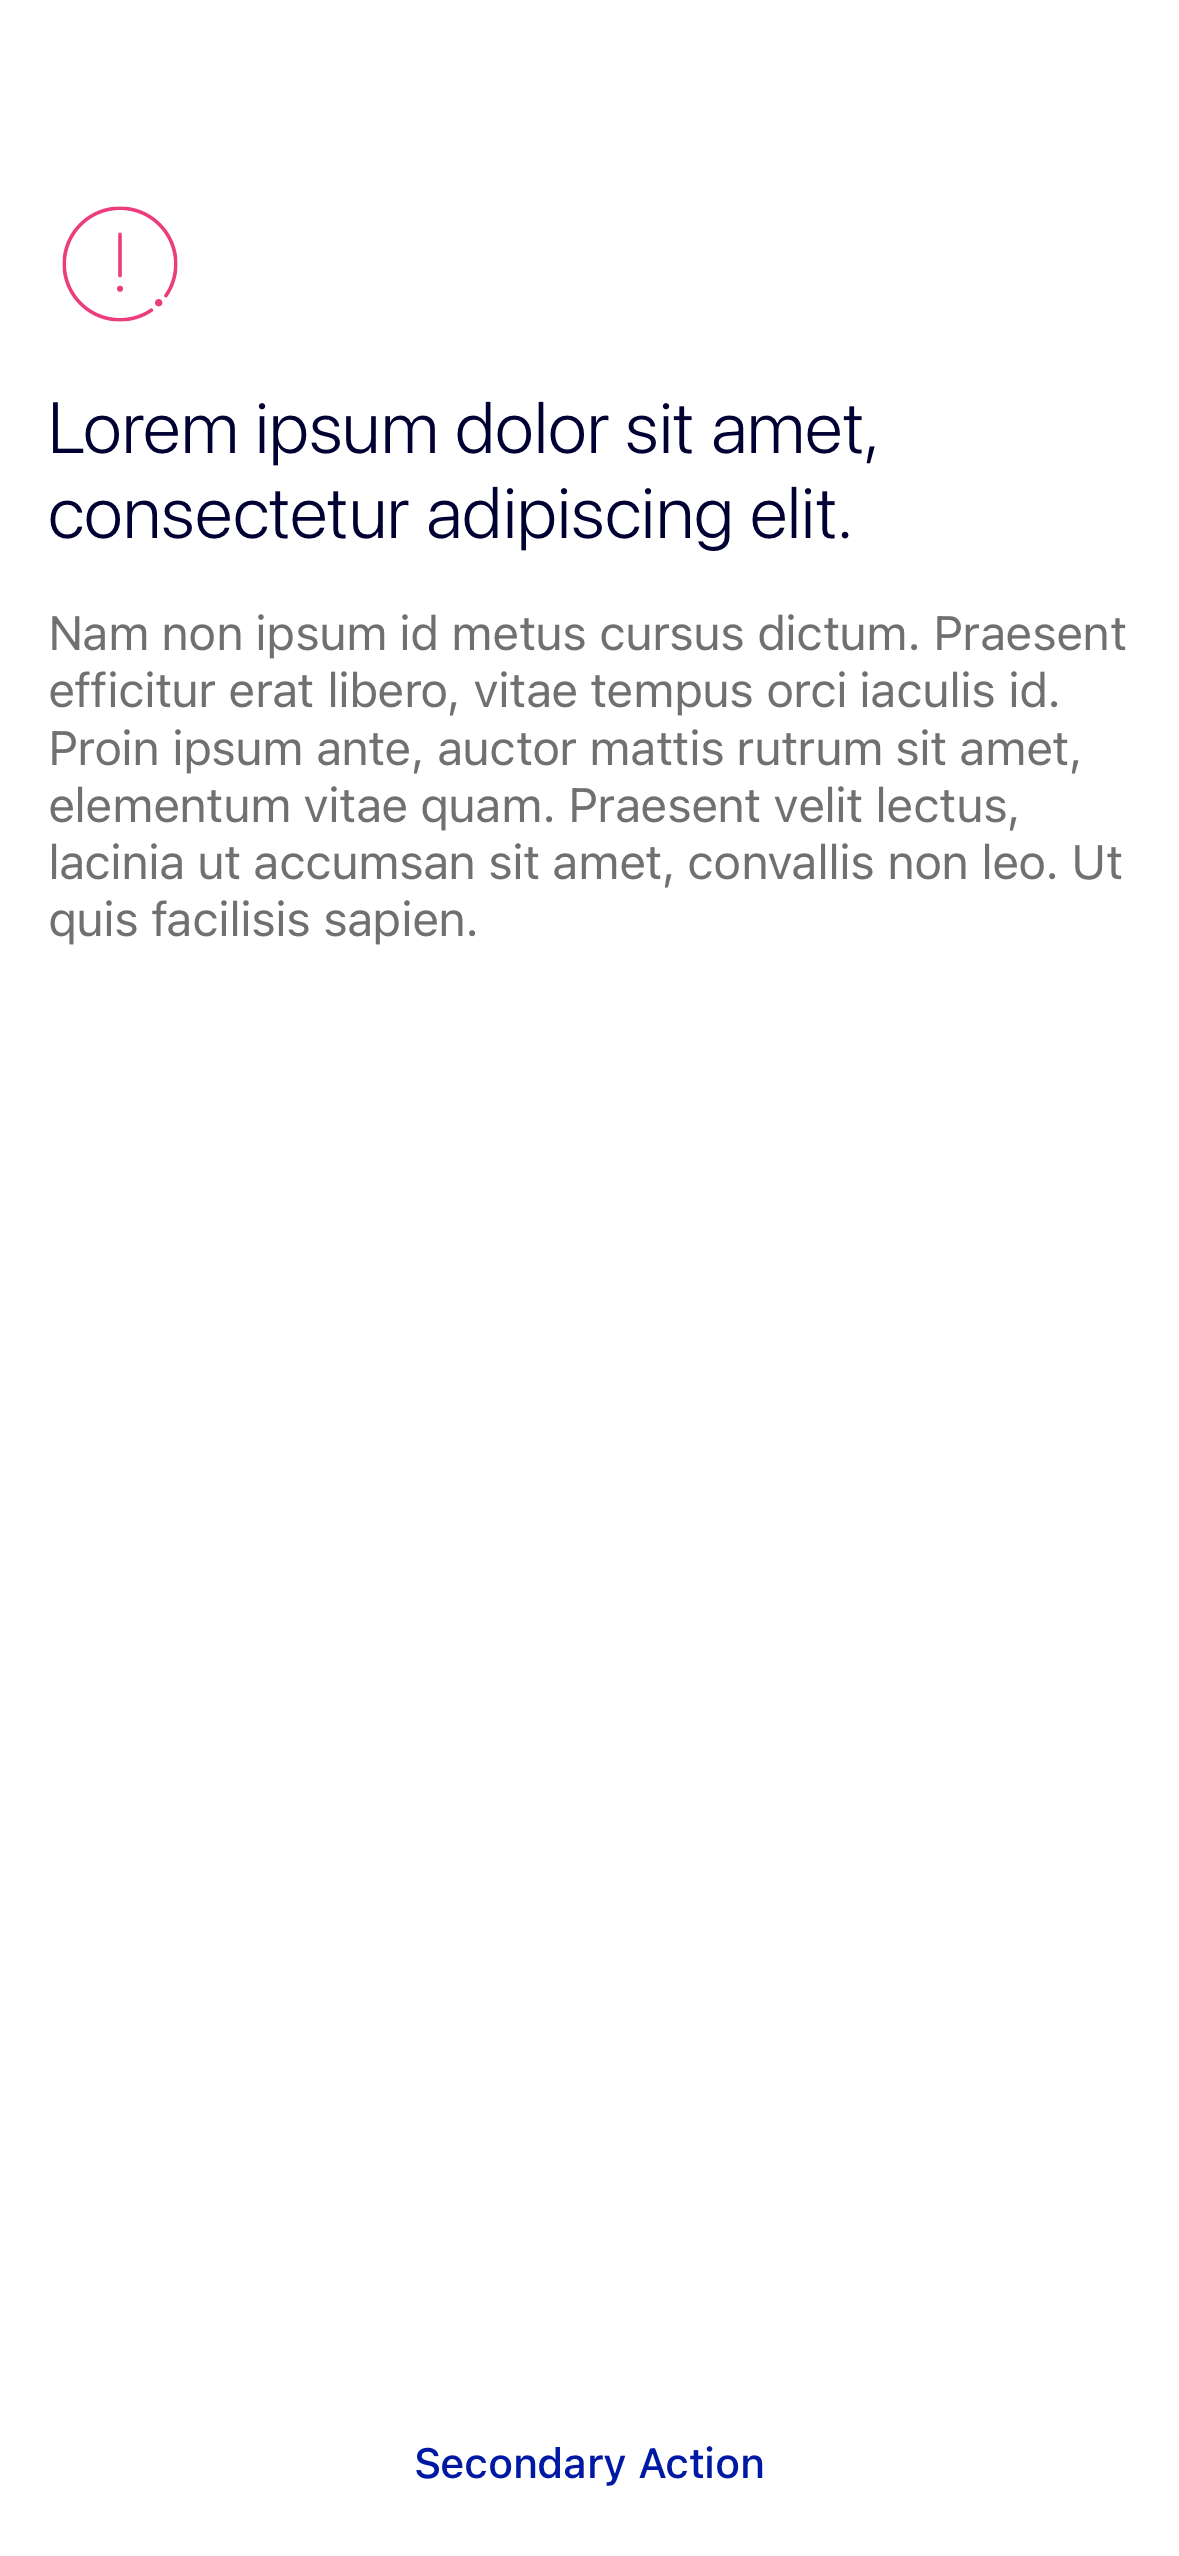 Lorem ipsum dolor sit amet,
consectetur adipiscing elit.
Nam non ipsum id metus cursus dictum. Praesent
efficitur erat libero, vitae tempus orci iaculis id.
Proin ipsum ante, auctor mattis rutrum sit amet,
elementum vitae quam. Praesent velit lectus,
lacinia ut accumsan sit amet, convallis non leo. Ut
quis facilisis sapien.
Secondary Action